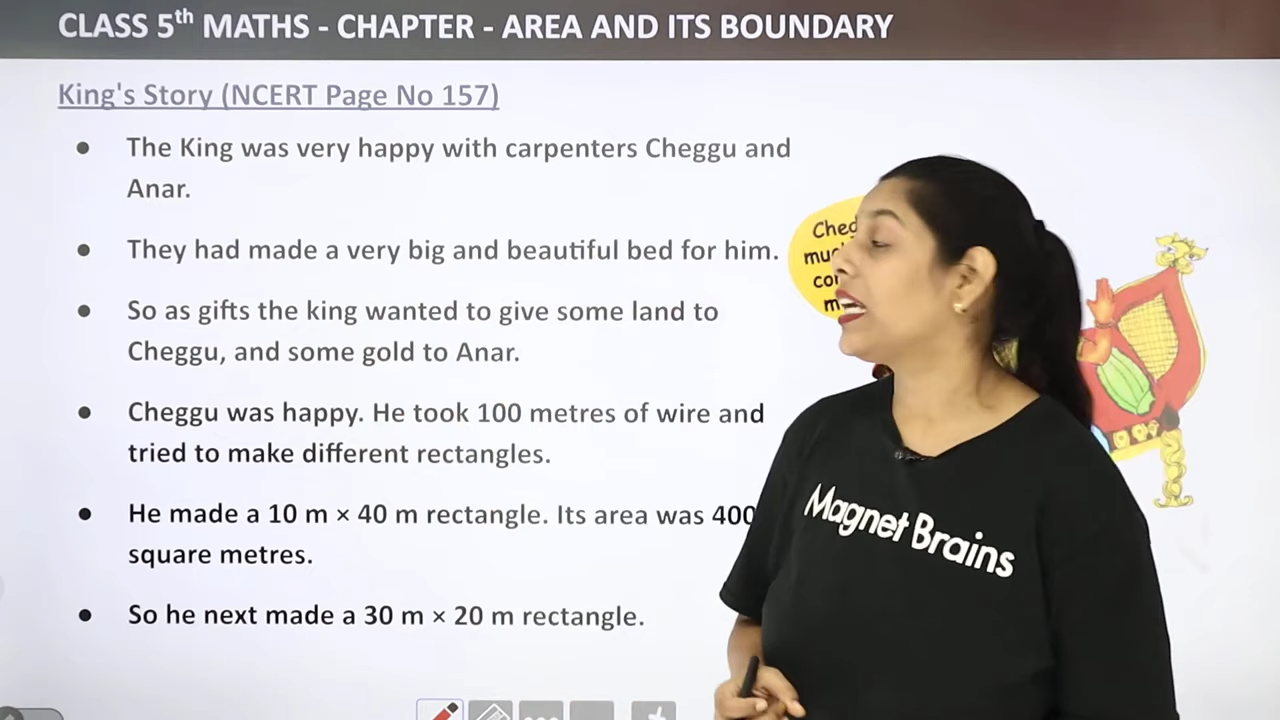 CLASS 5th MATHS - CHAPTER - AREA AND ITS BOUNDARY
King's Story (NCERT Page No 157)
● The King was very happy with carpenters Cheggu and
Anar.
● They had made a very big and beautiful bed for him.
● So as gifts the king wanted to give some land to
Cheggu, and some gold to Anar.
● Cheggu was happy. He took 100 metres of wire and
tried to make different rectangles.
● He made a 10 m × 40 m rectangle. Its area was 400
square metres.
● So he next made a 30 m × 20 m rectangle.
Magnet Brains